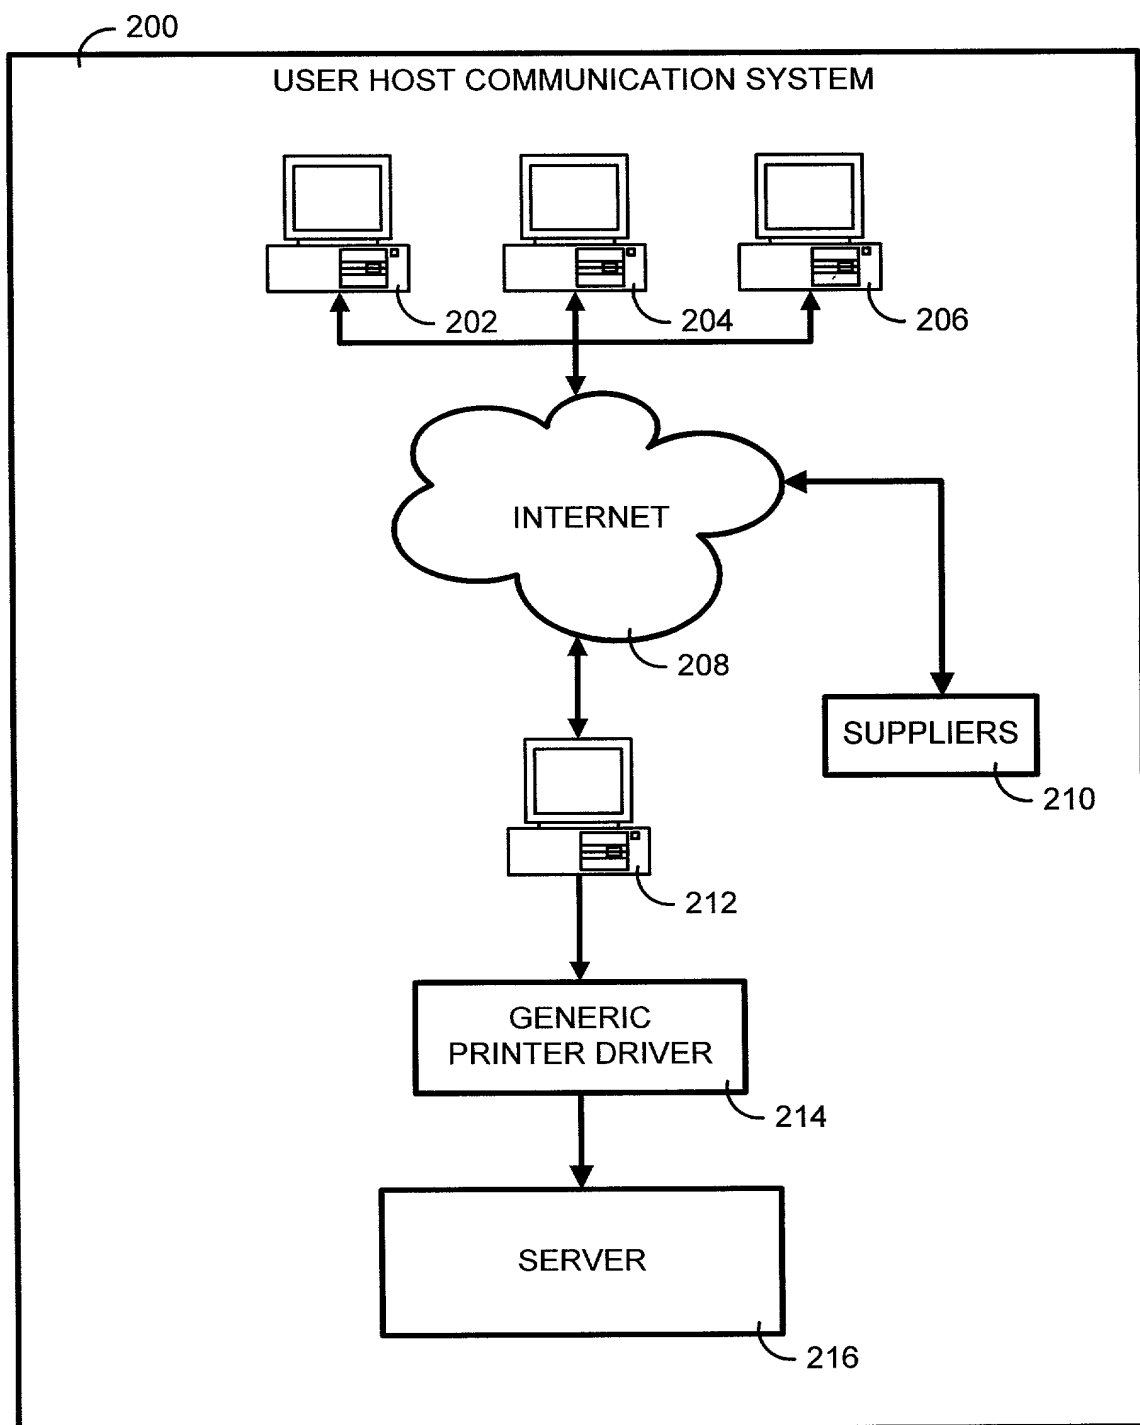 200
USER HOST COMMUNICATION SYSTEM
202
204
206
INTERNET
208
SUPPLIERS
210
212
GENERIC
PRINTER DRIVER
214
SERVER
216